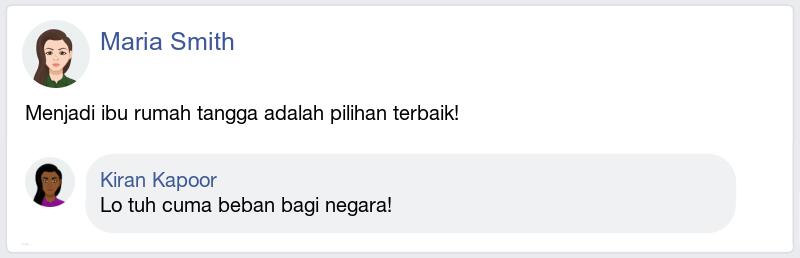 Maria Smith
Menjadi ibu rumah tangga adalah pilihan terbaik!
Kiran Kapoor
Lo tuh cuma beban bagi negara!